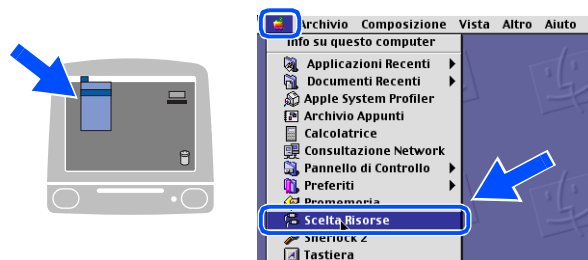 Archivio Composizione Vista Altro Aiuto
Info su questo computer
Applicazioni Recenti
Documenti Recenti
Apple System Profiler
Archivio Appunti
Calcolatrice
Consultazione Network
Pannello di Controllo
Preferiti
Promemoria
Scelta Risorse
Sherlock 2
Tastiera